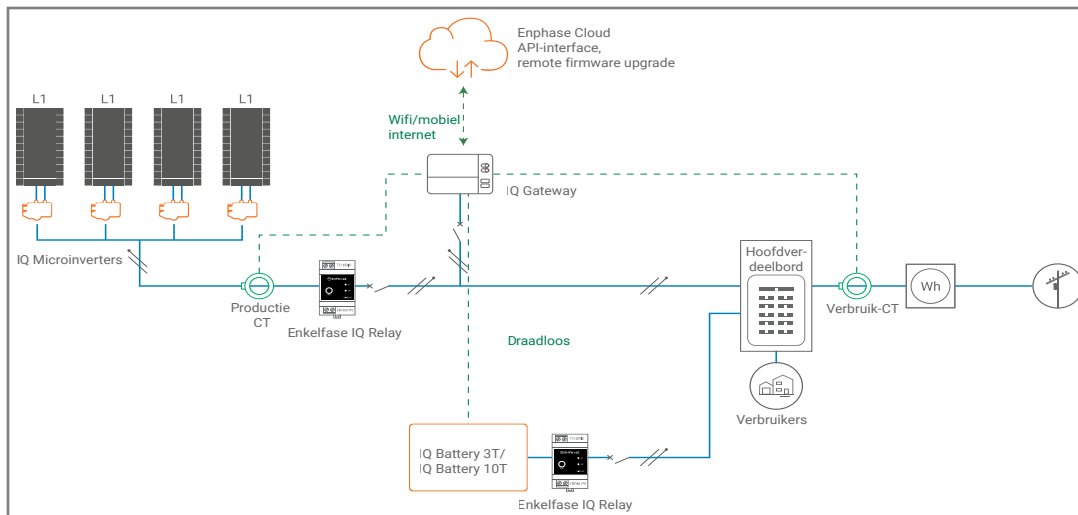 Enphase Cloud
API-interface,
remote firmware upgrade
L1
L1
L1
L1
Wifi/mobiel
internet
IQ Gateway
IQ Microinverters
Hoofdver-
deelbord
Wh
Productie
CT
Verbruik-CT
Enkelfase IQ Relay
Draadloos
Verbruikers
IQ Battery 3T/
IQ Battery 10T
Enkelfase IQ Relay